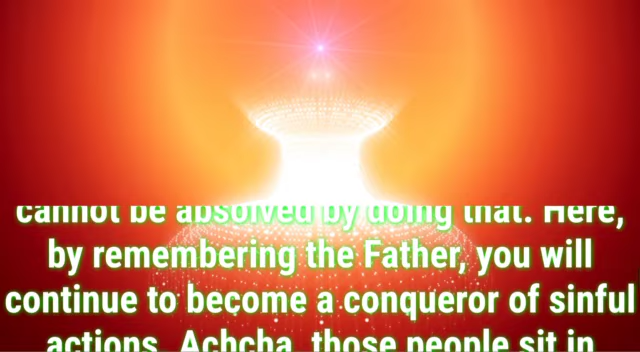 cannot be absolved by doing that. Here,
by remembering the Father, you will
continue to become a conqueror of sinful
actions. Achcha, those people sit in